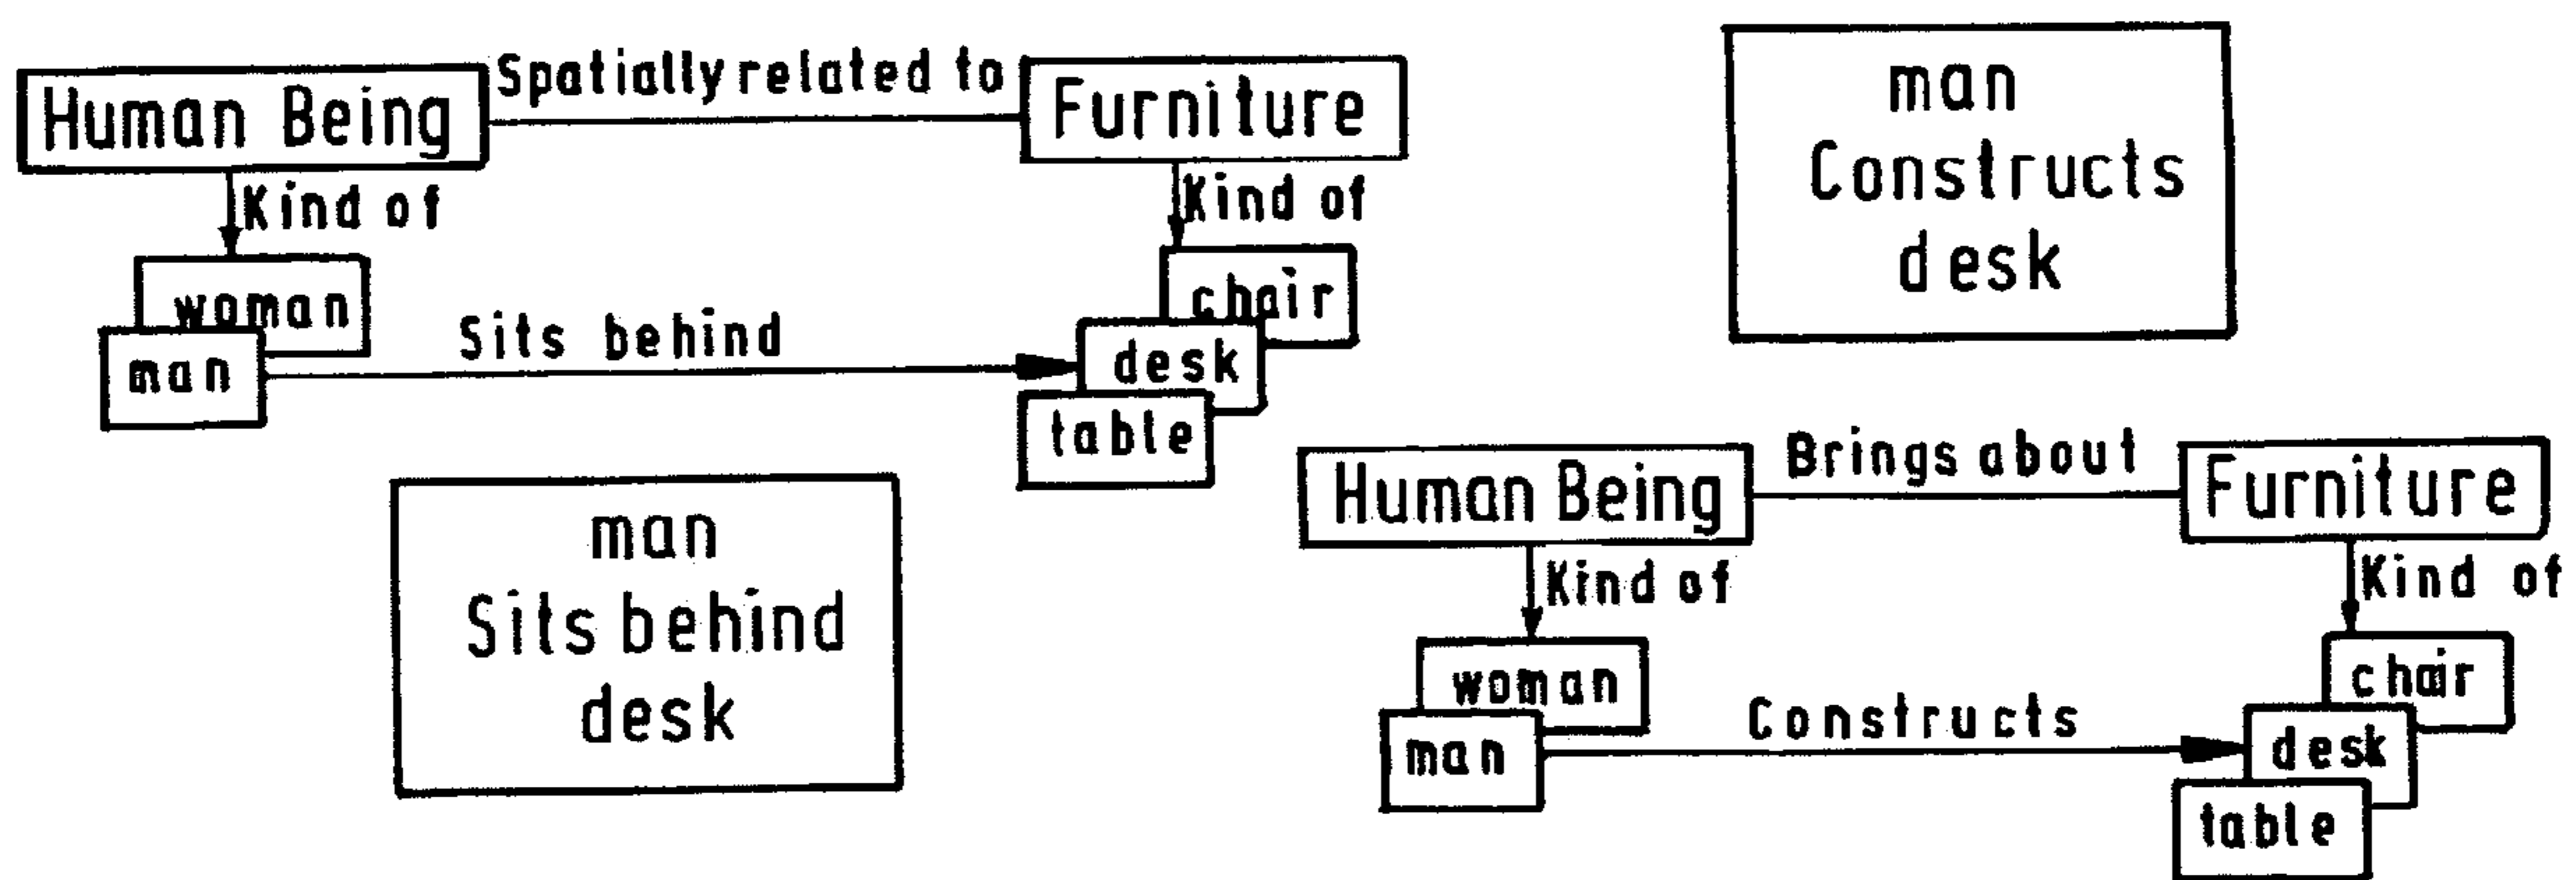 Human Being Spatially related to Furniture
Kind of
Kind of
woman
chair
man Sits behind desk
table
man
Sits behind
desk
man
Constructs
desk
Human Being Brings about Furniture
Kind of
Kind of
woman
chair
man Constructs desk
table